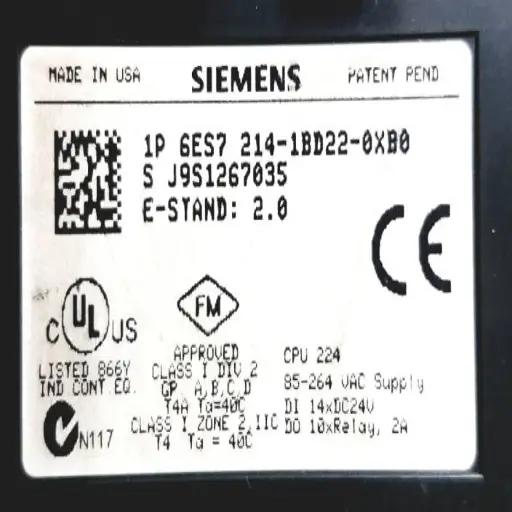 MADE IN USA SIEMENS PATENT PEND
1P 6ES7 214-1BD22-0XB0
S J9S1267035
E-STAND: 2.0
CE
C UL US
FM
LISTED 866Y
IND CONT.EQ.
N117
APPROVED
CLASS I DIV 2
GP. A,B,C,D
T4A Ta=40C
CLASS I ZONE 2,IIC
T4 Ta = 40C
CPU 224
85-264 VAC Supply
DI 14xDC24V
DO 10xRelay, 2A